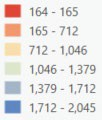 164 - 165
165 - 712
712 - 1,046
1,046 - 1,379
1,379 - 1,712
1,712 - 2,045